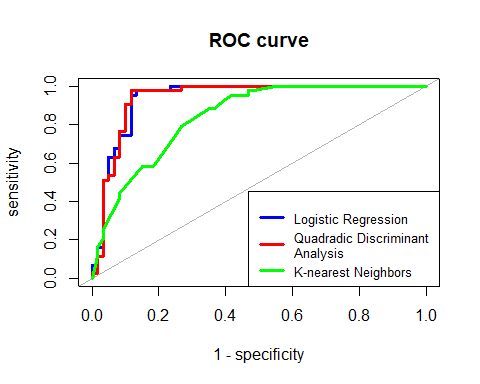 ROC curve
sensitivity
0.0 0.2 0.4 0.6 0.8 1.0
Logistic Regression
Quadradic Discriminant
Analysis
K-nearest Neighbors
0.0 0.2 0.4 0.6 0.8 1.0
1 - specificity